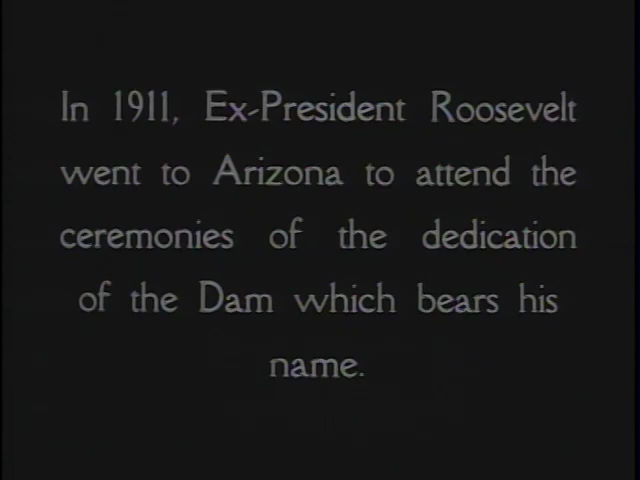 In 1911, Ex-President Roosevelt
went to Arizona to attend the
ceremonies of the dedication
of the Dam which bears his
name.